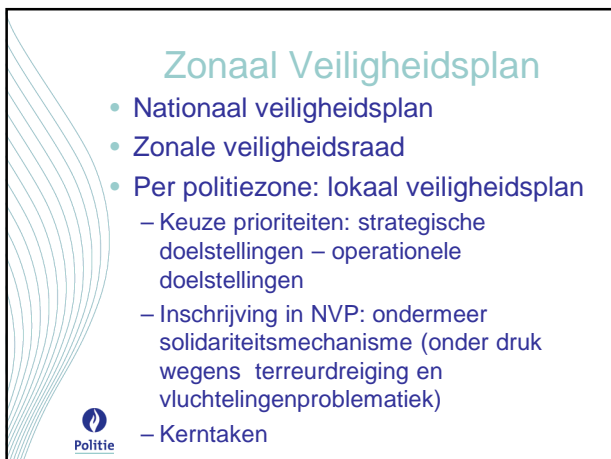 Zonaal Veiligheidsplan
• Nationaal veiligheidsplan
• Zonale veiligheidsraad
• Per politiezone: lokaal veiligheidsplan
– Keuze prioriteiten: strategische
doelstellingen – operationele
doelstellingen
– Inschrijving in NVP: ondermeer
solidariteitsmechanisme (onder druk
wegens terreurdreiging en
vluchtelingenproblematiek)
– Kerntaken
Politie